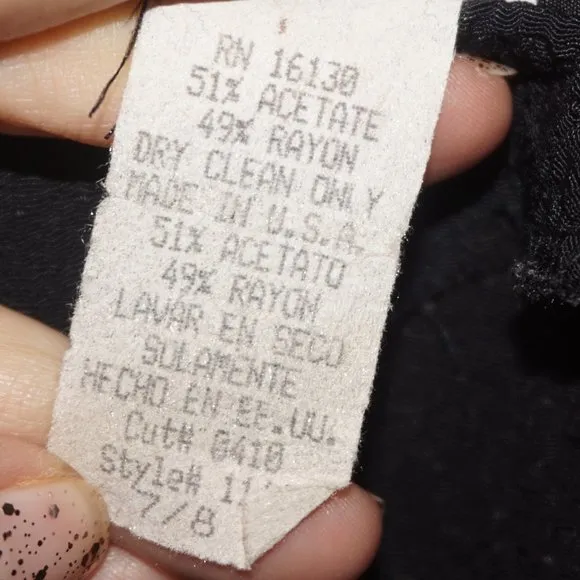 RN 16130
51% ACETATE
49% RAYON
DRY CLEAN ONLY
MADE IN U.S.A.
51% ACETATO
49% RAYON
LAVAR EN SECO
SOLAMENTE
HECHO EN EE.UU.
Cut# 0410
style#
7/8